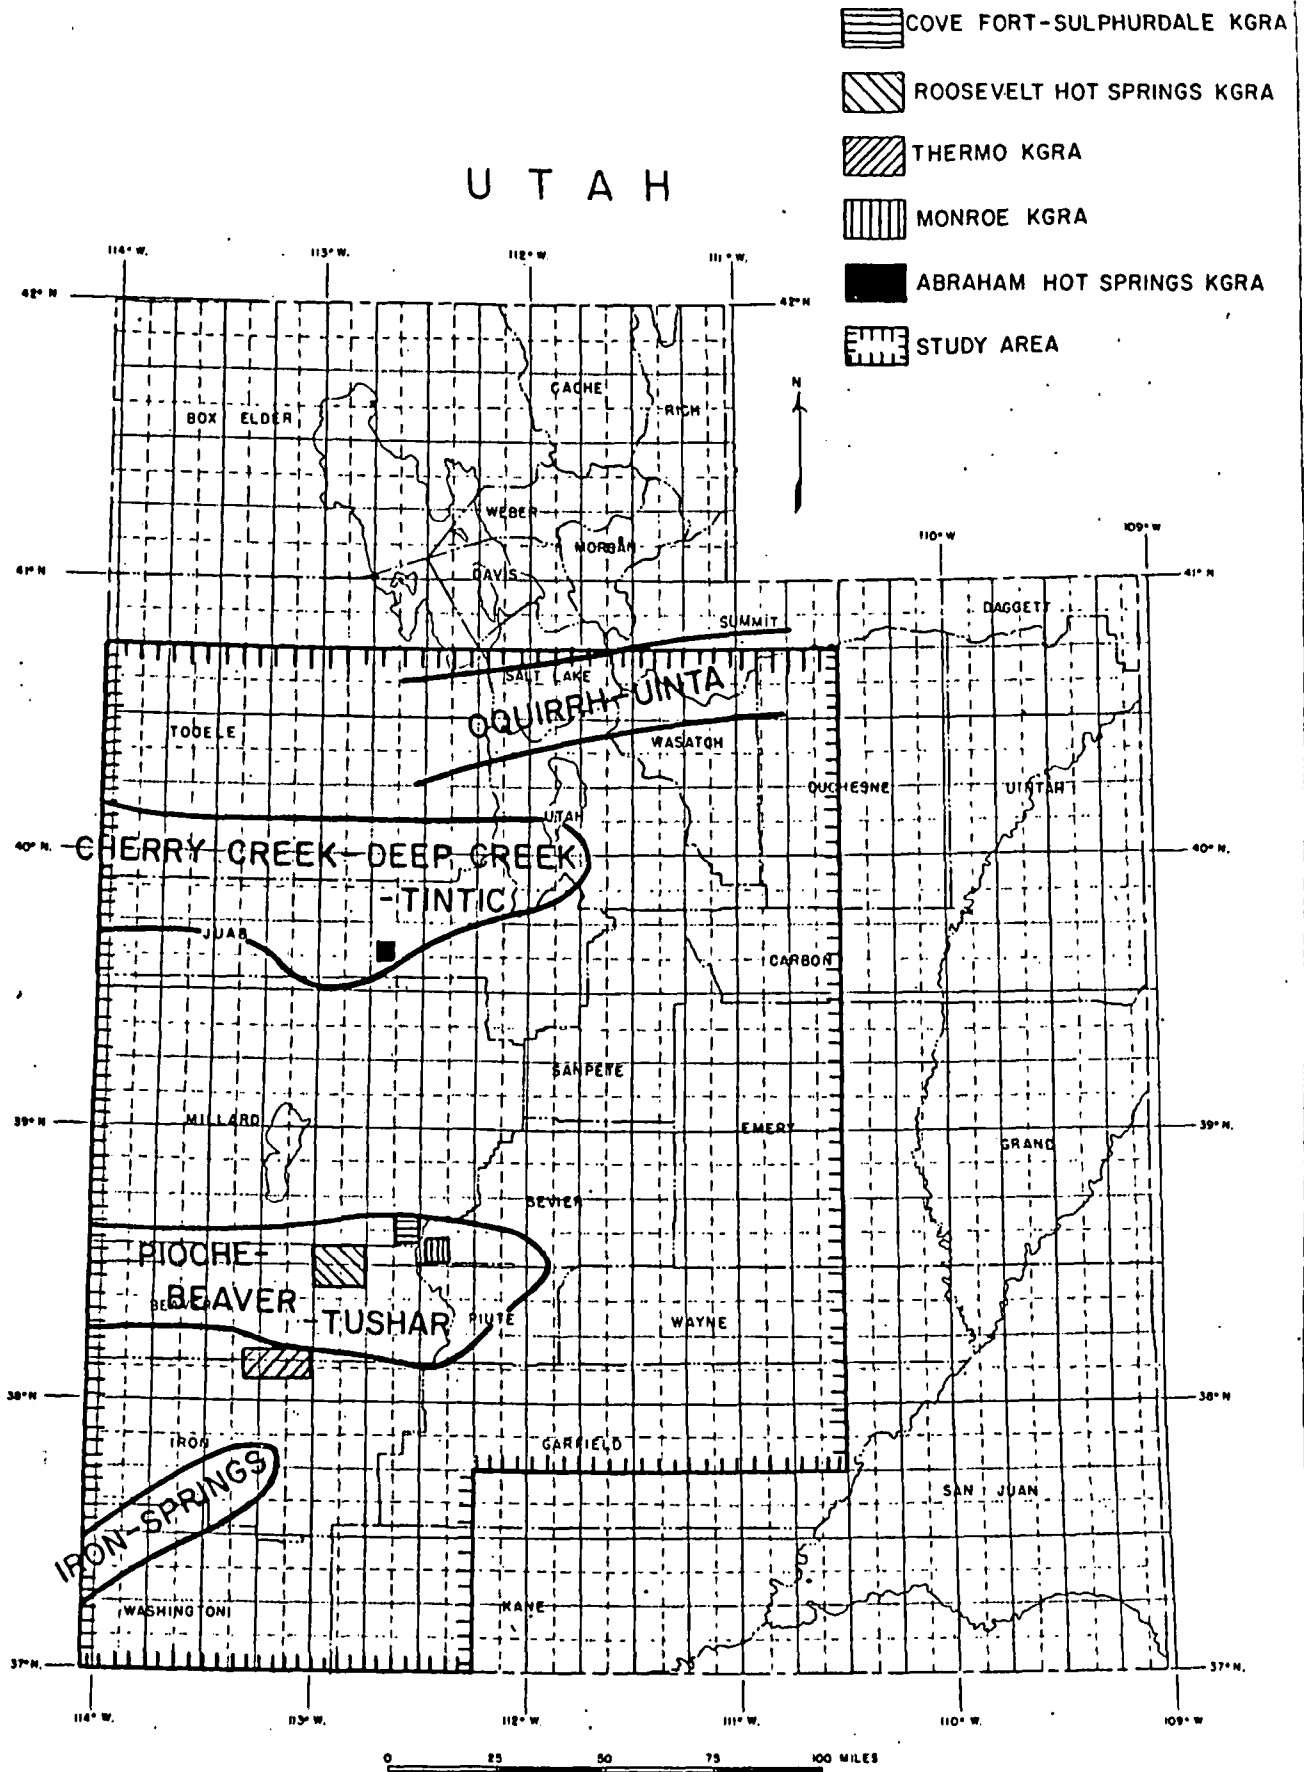 COVE FORT-SULPHURDALE KGRA
ROOSEVELT HOT SPRINGS KGRA
THERMO KGRA
MONROE KGRA
ABRAHAM HOT SPRINGS KGRA
STUDY AREA
UTAH
114° W. 113° W. 112° W. 111° W.
42° N 42° N
N
CACHE
RICH
BOX ELDER
WEBER
MORGAN
110° W 109° W
41° N 41° N
DAVIS
DAGGETT
SUMMIT
SALT LAKE
OQUIRRH-UINTA
TOOELE
WASATCH
DUCHESNE
UINTAH
UTAH
40° N. 40° N.
CHERRY CREEK-DEEP CREEK
-TINTIC
JUAB
CARBON
SANPETE
MILLARD
39° N 39° N.
EMERY
GRAND
SEVIER
PIOCHE-
BEAVER
BEAVER
-TUSHAR
PIUTE
WAYNE
38° N 38° N
IRON
GARFIELD
IRON-SPRINGS
SAN JUAN
WASHINGTON
KANE
37° N. 37° N.
114° W 113° W. 112° W. 111° W. 110° W. 109° W
0 25 50 75 100 MILES